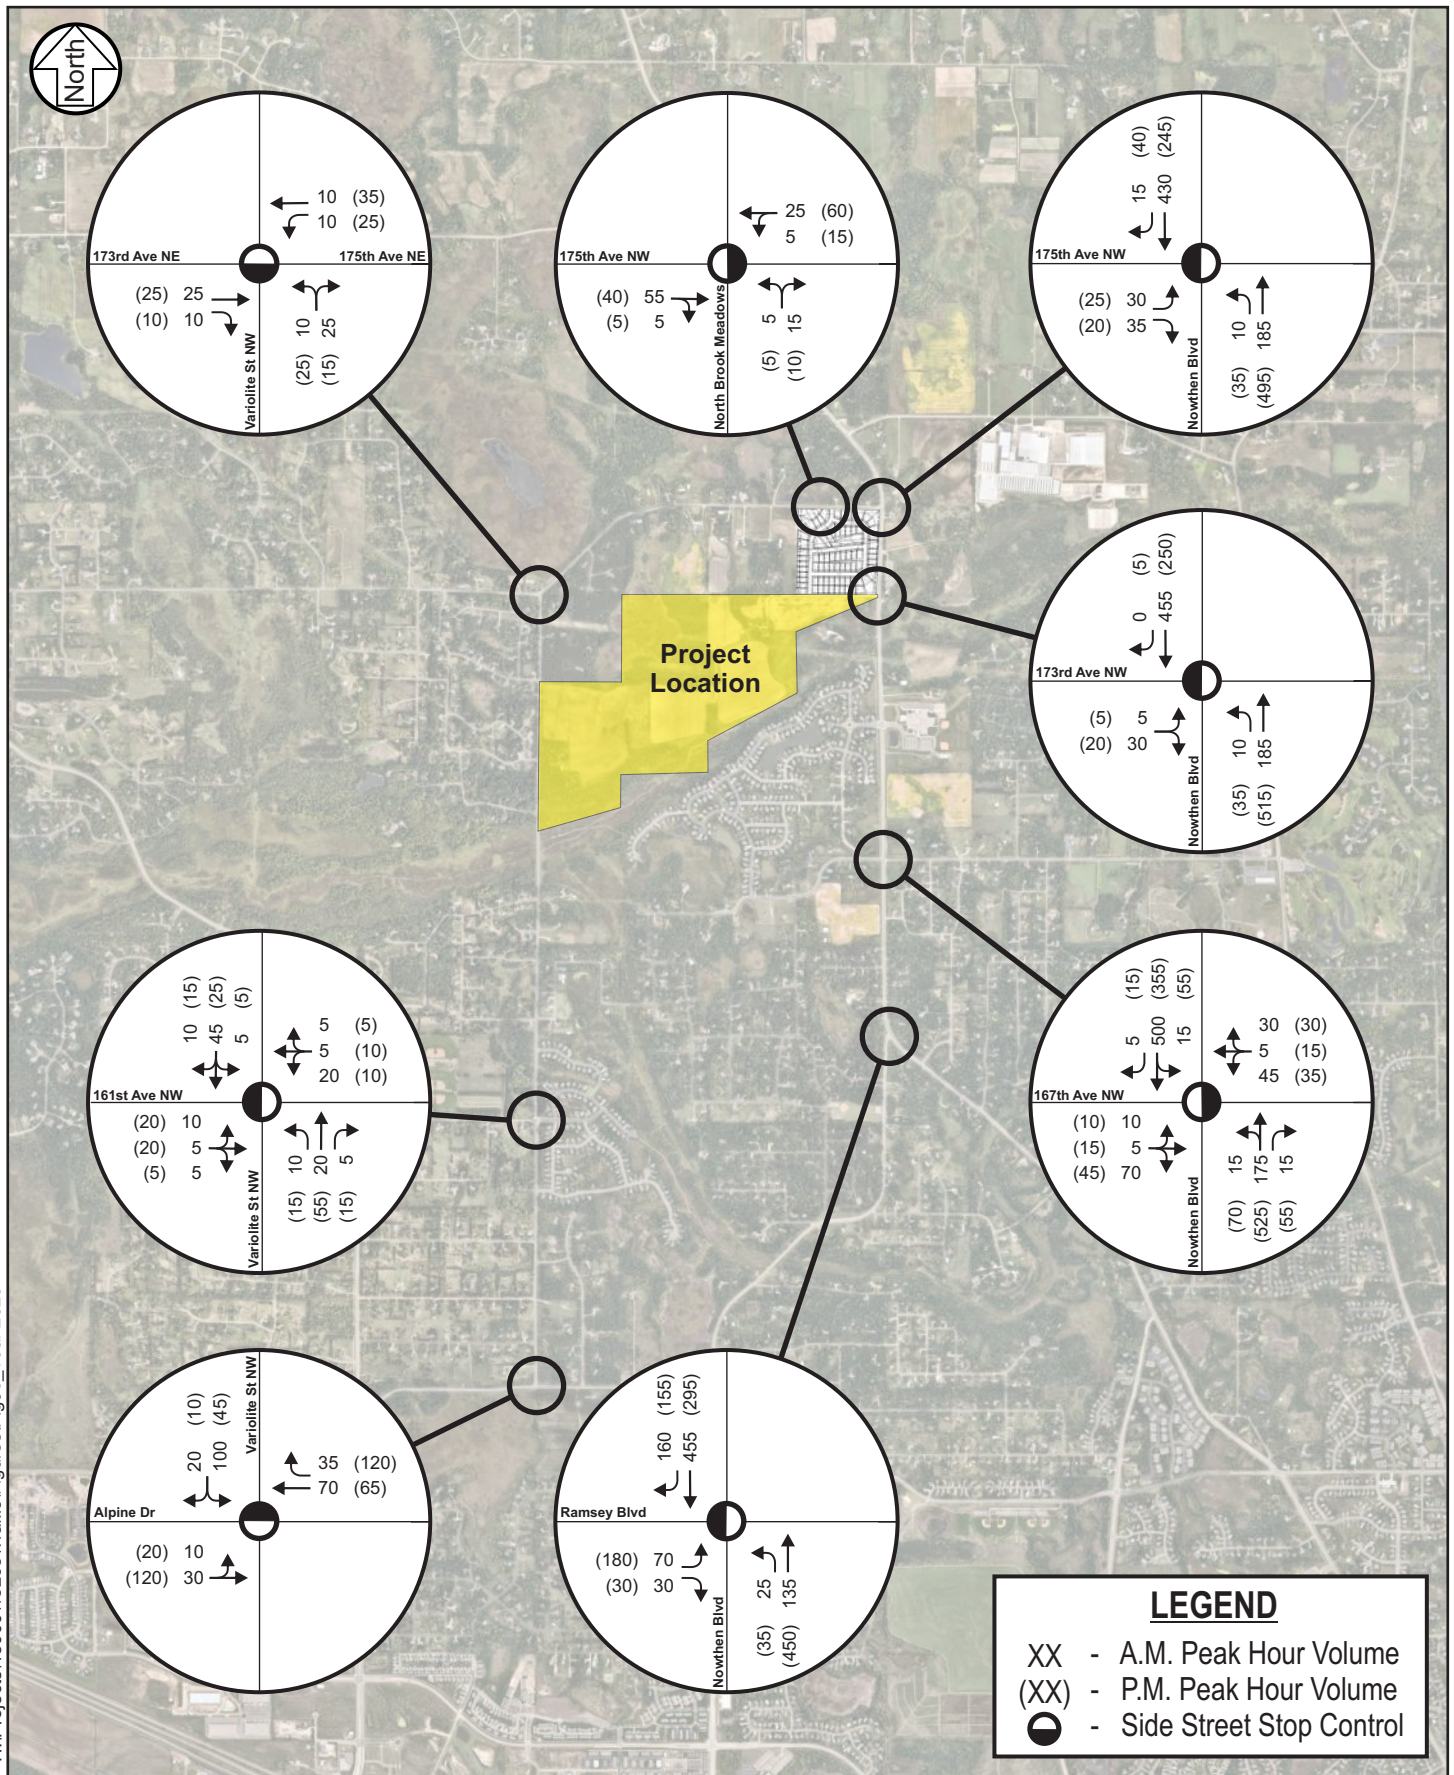 North
10 (35)
10 (25)
173rd Ave NE
175th Ave NE
(25) 25
(10) 10
10 25
(25) (15)
Variolite St NW
25 (60)
5 (15)
175th Ave NW
(40) 55
(5) 5
5 15
(5) (10)
North Brook Meadows
(40) (245)
15 430
175th Ave NW
(25) 30
(20) 35
10 185
(35) (495)
Nowthen Blvd
Project
Location
(5) (250)
0 455
173rd Ave NW
(5) 5
(20) 30
10 185
(35) (515)
Nowthen Blvd
(15) (25) (5)
10 45 5
5 (5)
5 (10)
20 (10)
161st Ave NW
(20) 10
(20) 5
(5) 5
10 20 5
(15) (55) (15)
Variolite St NW
(15) (355) (55)
5 500 15
30 (30)
5 (15)
45 (35)
167th Ave NW
(10) 10
(15) 5
(45) 70
15 175 15
(70) (525) (55)
Nowthen Blvd
Variolite St NW
(10) (45)
20 100
35 (120)
70 (65)
Alpine Dr
(20) 10
(120) 30
(155) (295)
160 455
Ramsey Blvd
(180) 70
(30) 30
25 135
(35) (450)
Nowthen Blvd
LEGEND
XX - A.M. Peak Hour Volume
(XX) - P.M. Peak Hour Volume
- Side Street Stop Control